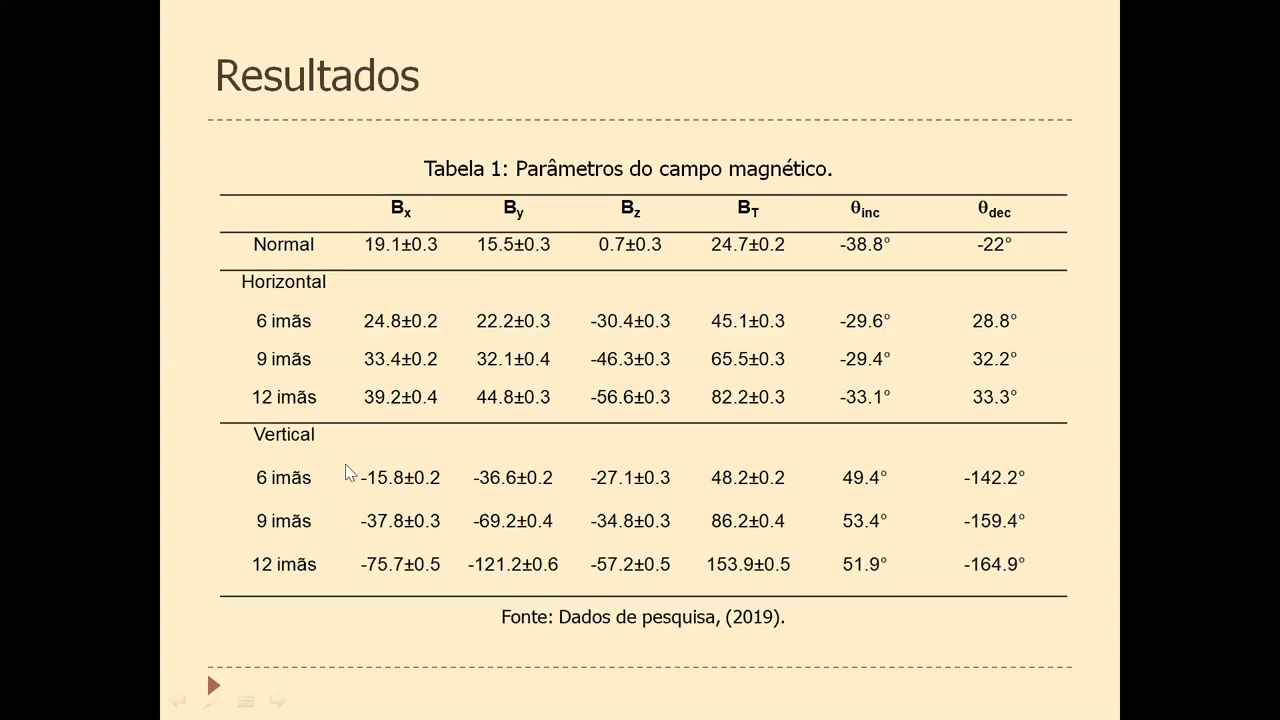 Resultados
Tabela 1: Parâmetros do campo magnético.
Bx By Bz BT θinc θdec
Normal 19.1±0.3 15.5±0.3 0.7±0.3 24.7±0.2 -38.8° -22°
Horizontal
6 imãs 24.8±0.2 22.2±0.3 -30.4±0.3 45.1±0.3 -29.6° 28.8°
9 imãs 33.4±0.2 32.1±0.4 -46.3±0.3 65.5±0.3 -29.4° 32.2°
12 imãs 39.2±0.4 44.8±0.3 -56.6±0.3 82.2±0.3 -33.1° 33.3°
Vertical
6 imãs -15.8±0.2 -36.6±0.2 -27.1±0.3 48.2±0.2 49.4° -142.2°
9 imãs -37.8±0.3 -69.2±0.4 -34.8±0.3 86.2±0.4 53.4° -159.4°
12 imãs -75.7±0.5 -121.2±0.6 -57.2±0.5 153.9±0.5 51.9° -164.9°
Fonte: Dados de pesquisa, (2019).